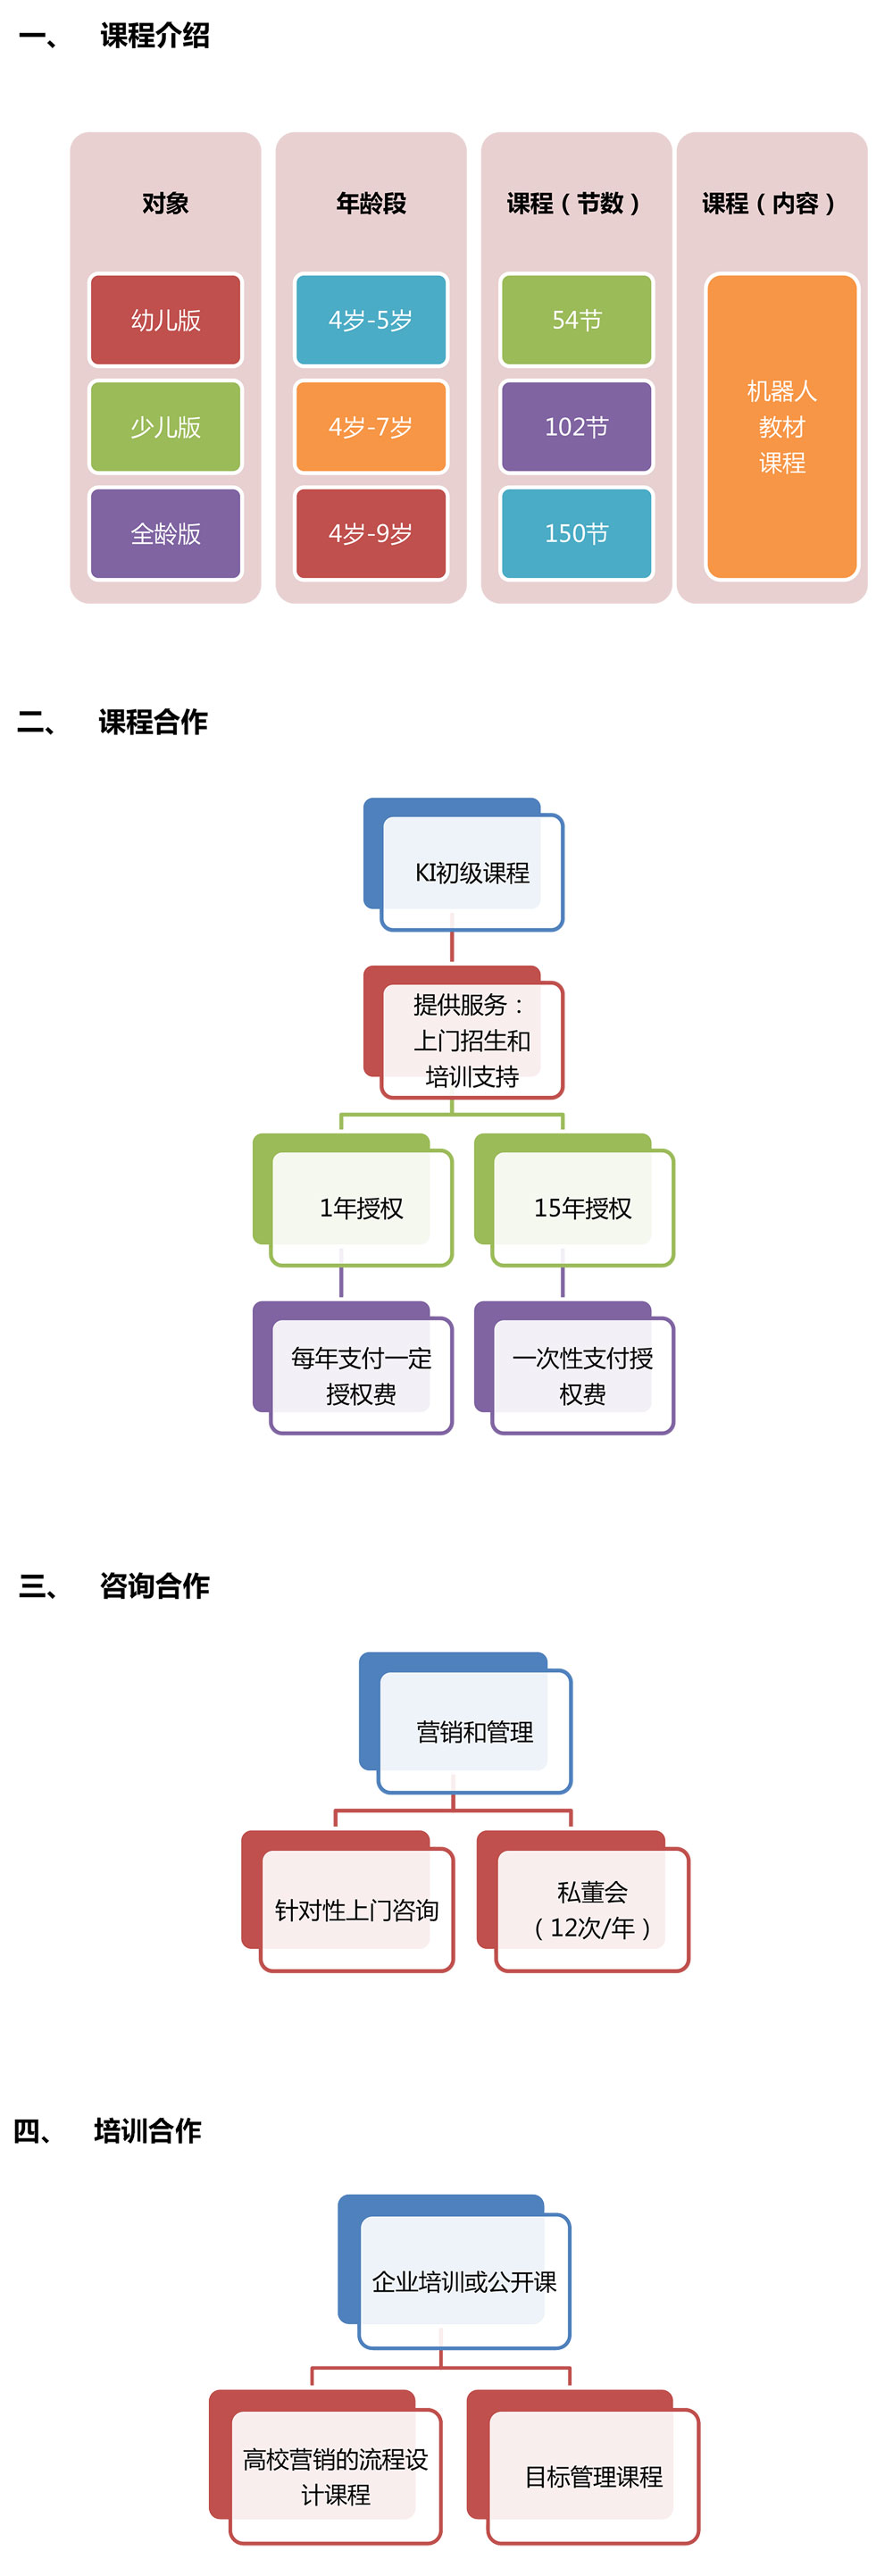 一、 课程介绍
对象 年龄段 课程（节数） 课程（内容）
幼儿版 4岁-5岁 54节
少儿版 4岁-7岁 102节
全龄版 4岁-9岁 150节
机器人
教材
课程
二、 课程合作
KI初级课程
提供服务：
上门招生和
培训支持
1年授权 15年授权
每年支付一定
授权费
一次性支付授
权费
三、 咨询合作
营销和管理
针对性上门咨询
私董会
（12次/年）
四、 培训合作
企业培训或公开课
高校营销的流程设
计课程
目标管理课程